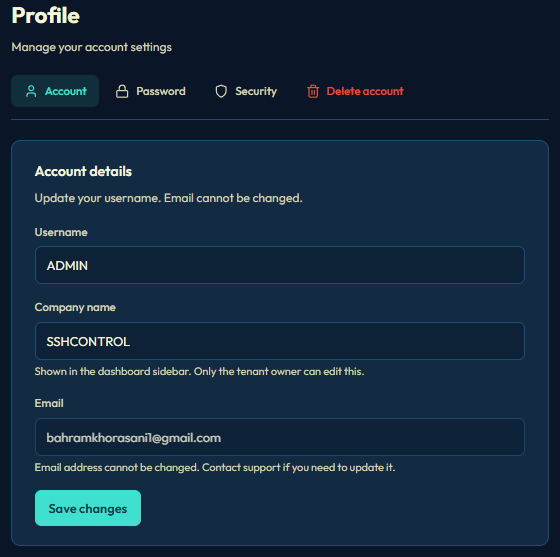 Profile
Manage your account settings
Account
Password
Security
Delete account
Account details
Update your username. Email cannot be changed.
Username
ADMIN
Company name
SSHCONTROL
Shown in the dashboard sidebar. Only the tenant owner can edit this.
Email
bahramkhorasani1@gmail.com
Email address cannot be changed. Contact support if you need to update it.
Save changes